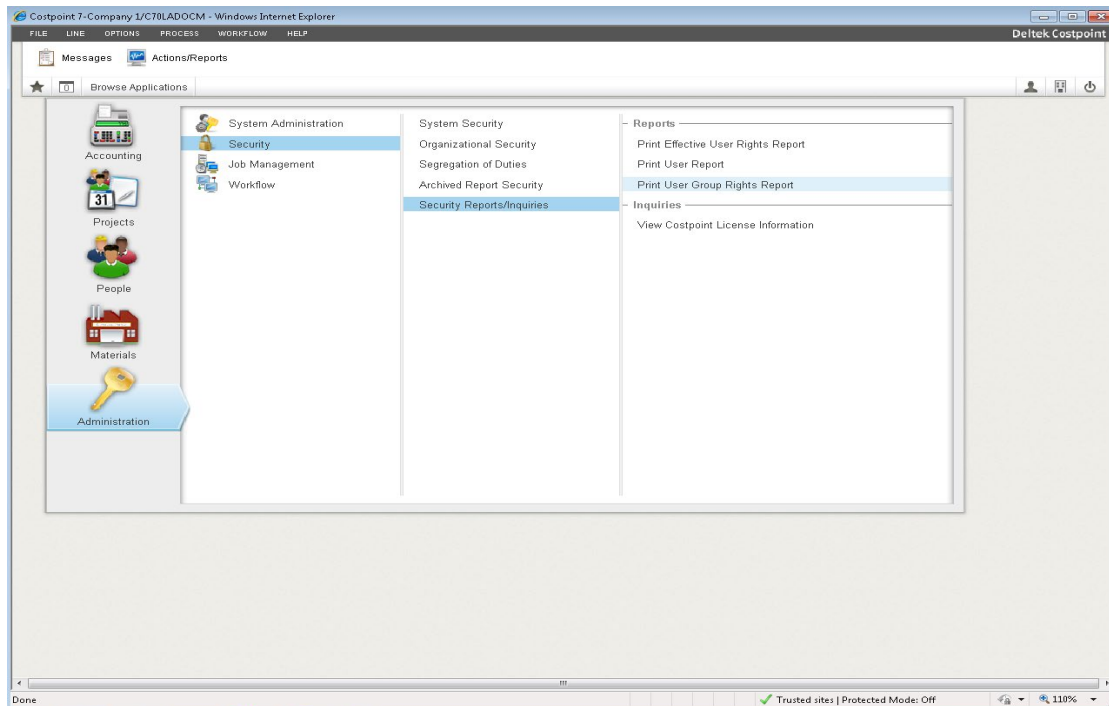 Costpoint 7-Company 1/C70LADOCM - Windows Internet Explorer
FILE LINE OPTIONS PROCESS WORKFLOW HELP Deltek Costpoint
Messages Actions/Reports
Browse Applications
Accounting
31
Projects
People
Materials
Administration
System Administration
Security
Job Management
Workflow
System Security
Organizational Security
Segregation of Duties
Archived Report Security
Security Reports/Inquiries
Reports
Print Effective User Rights Report
Print User Report
Print User Group Rights Report
Inquiries
View Costpoint License Information
Done Trusted sites | Protected Mode: Off 110%